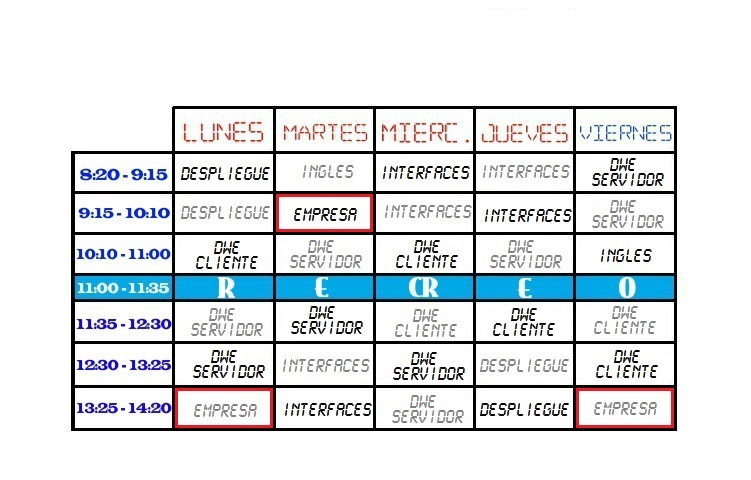 LUNES MARTES MIERC. JUEVES VIERNES
8:20 - 9:15 DESPLIEGUE INGLES INTERFACES INTERFACES DWE SERVIDOR
9:15 - 10:10 DESPLIEGUE EMPRESA INTERFACES INTERFACES DWE SERVIDOR
10:10 - 11:00 DWE CLIENTE DWE SERVIDOR DWE CLIENTE DWE SERVIDOR INGLES
11:00 - 11:35 R E CR E O
11:35 - 12:30 DWE SERVIDOR DWE SERVIDOR DWE CLIENTE DWE CLIENTE DWE CLIENTE
12:30 - 13:25 DWE SERVIDOR INTERFACES DWE SERVIDOR DESPLIEGUE DWE CLIENTE
13:25 - 14:20 EMPRESA INTERFACES DWE SERVIDOR DESPLIEGUE EMPRESA